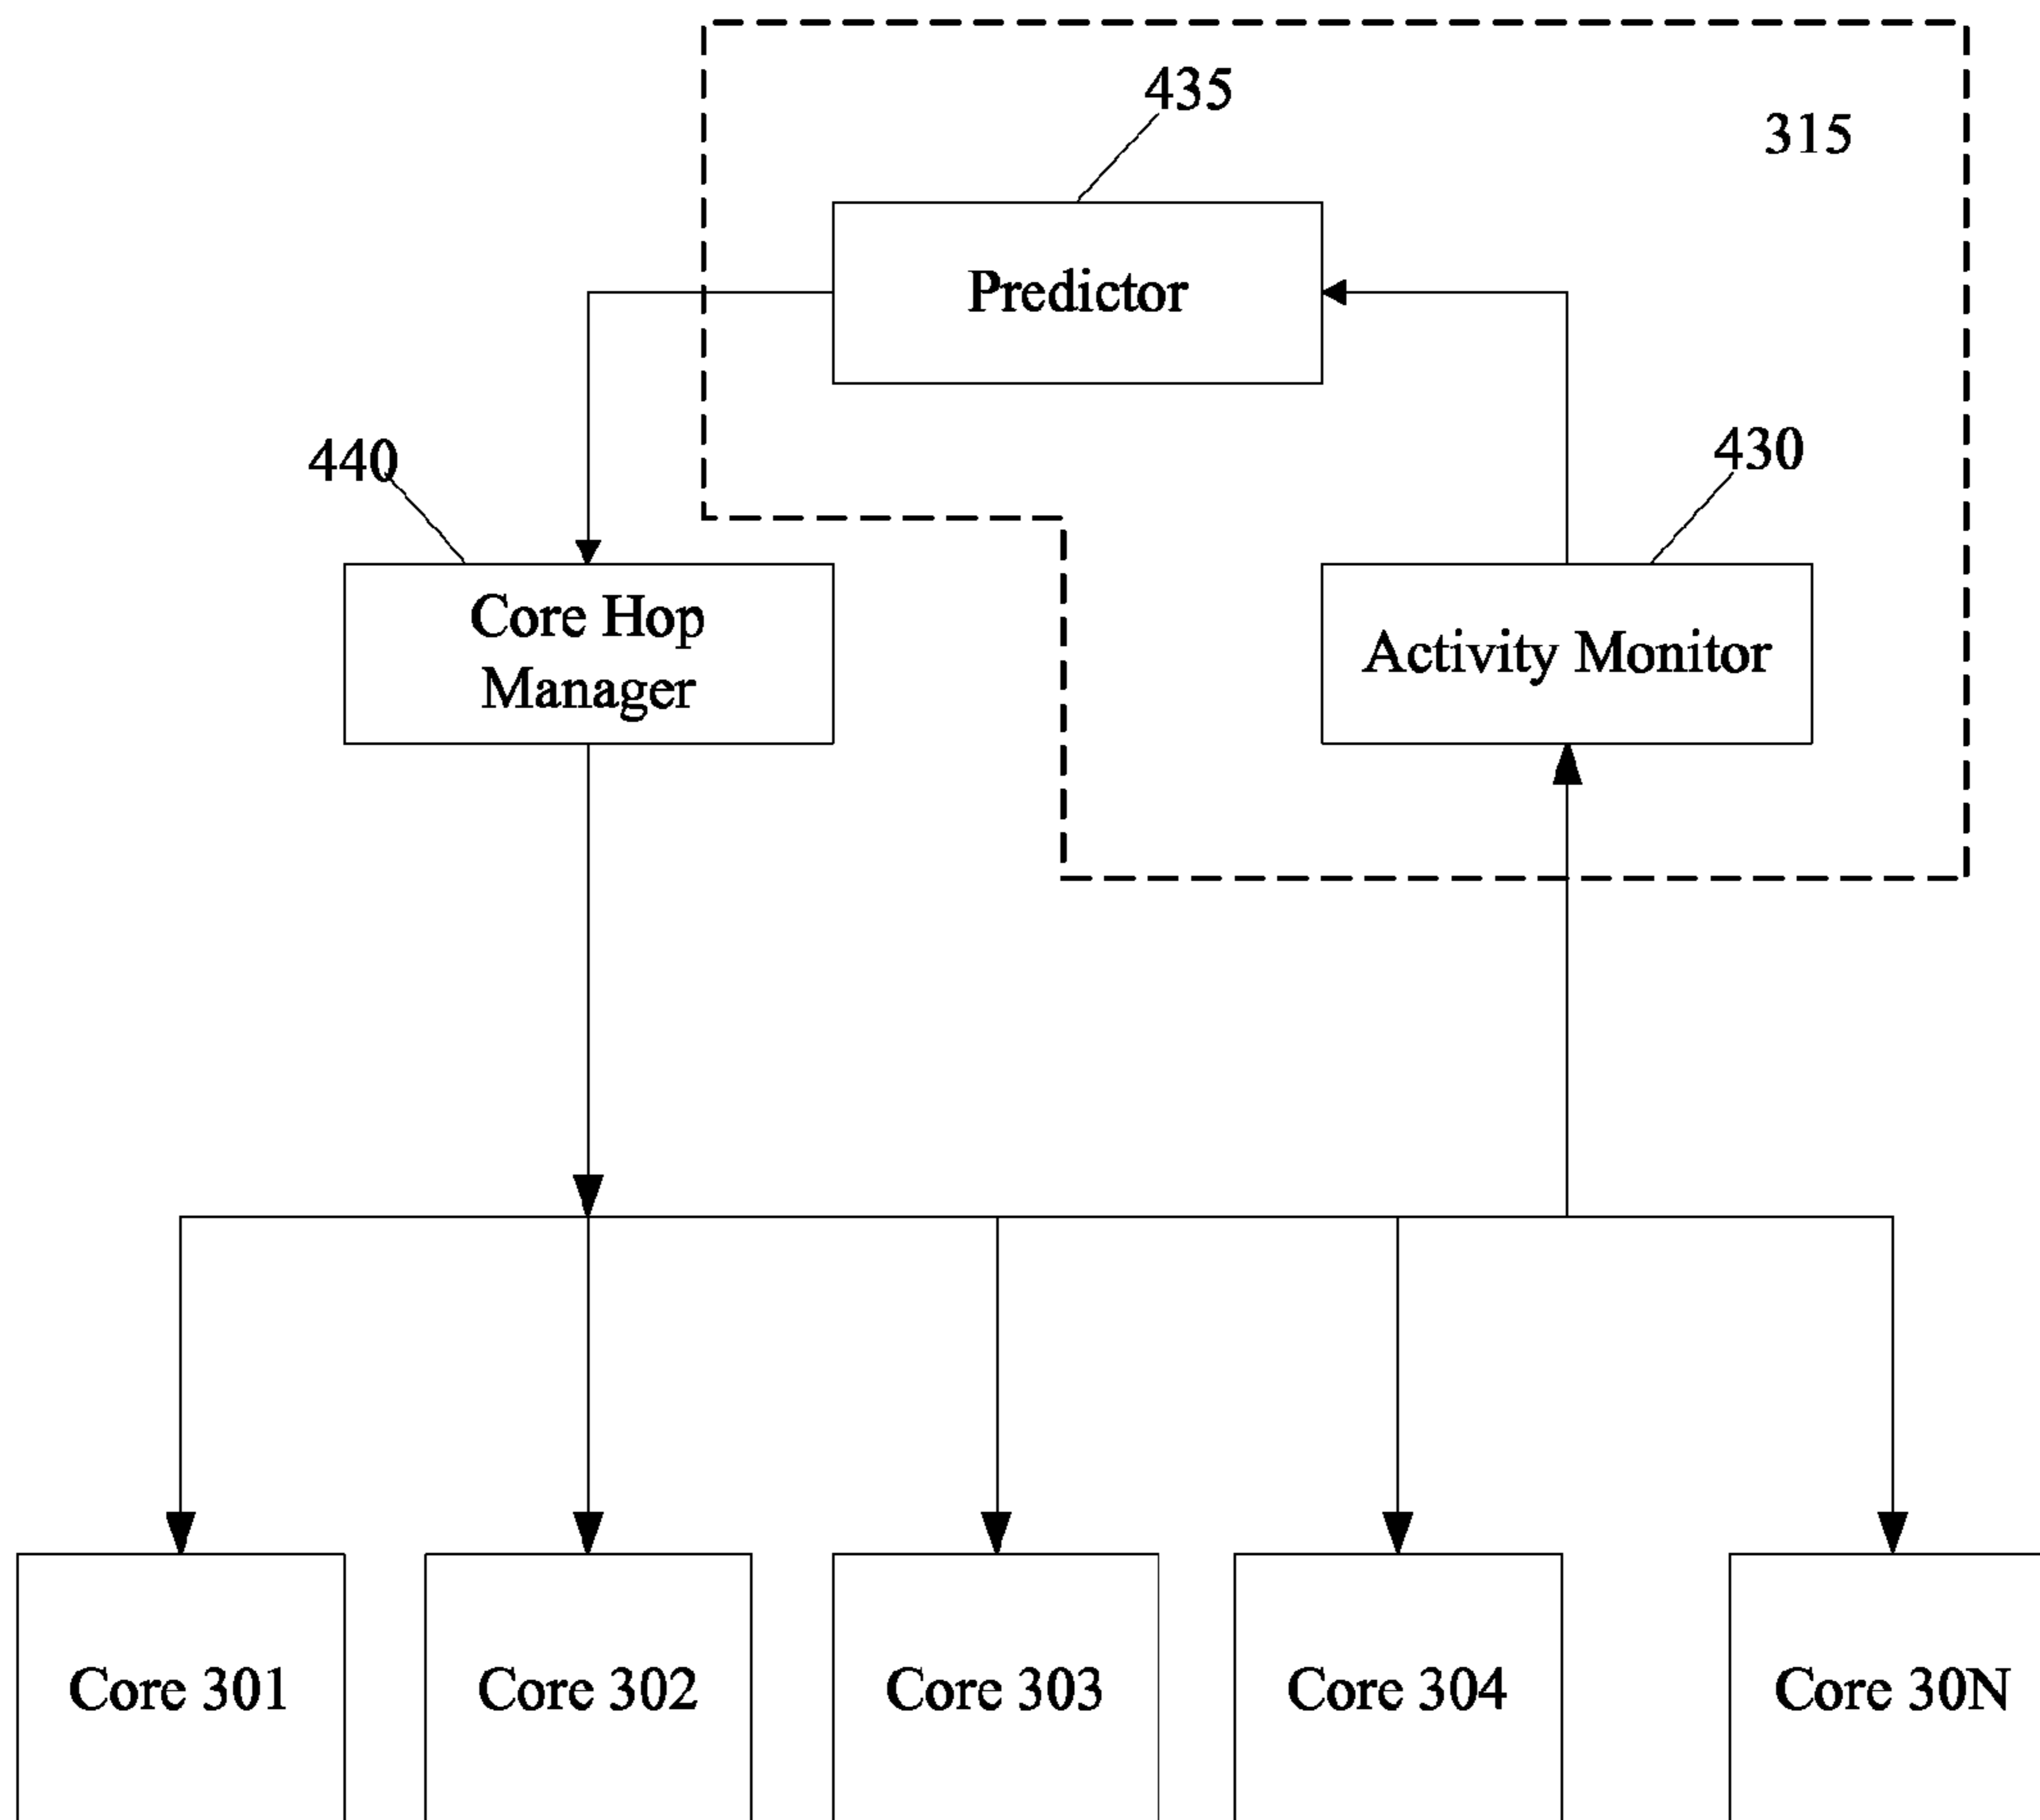 435
315
Predictor
440
430
Core Hop
Manager
Activity Monitor
Core 301
Core 302
Core 303
Core 304
Core 30N